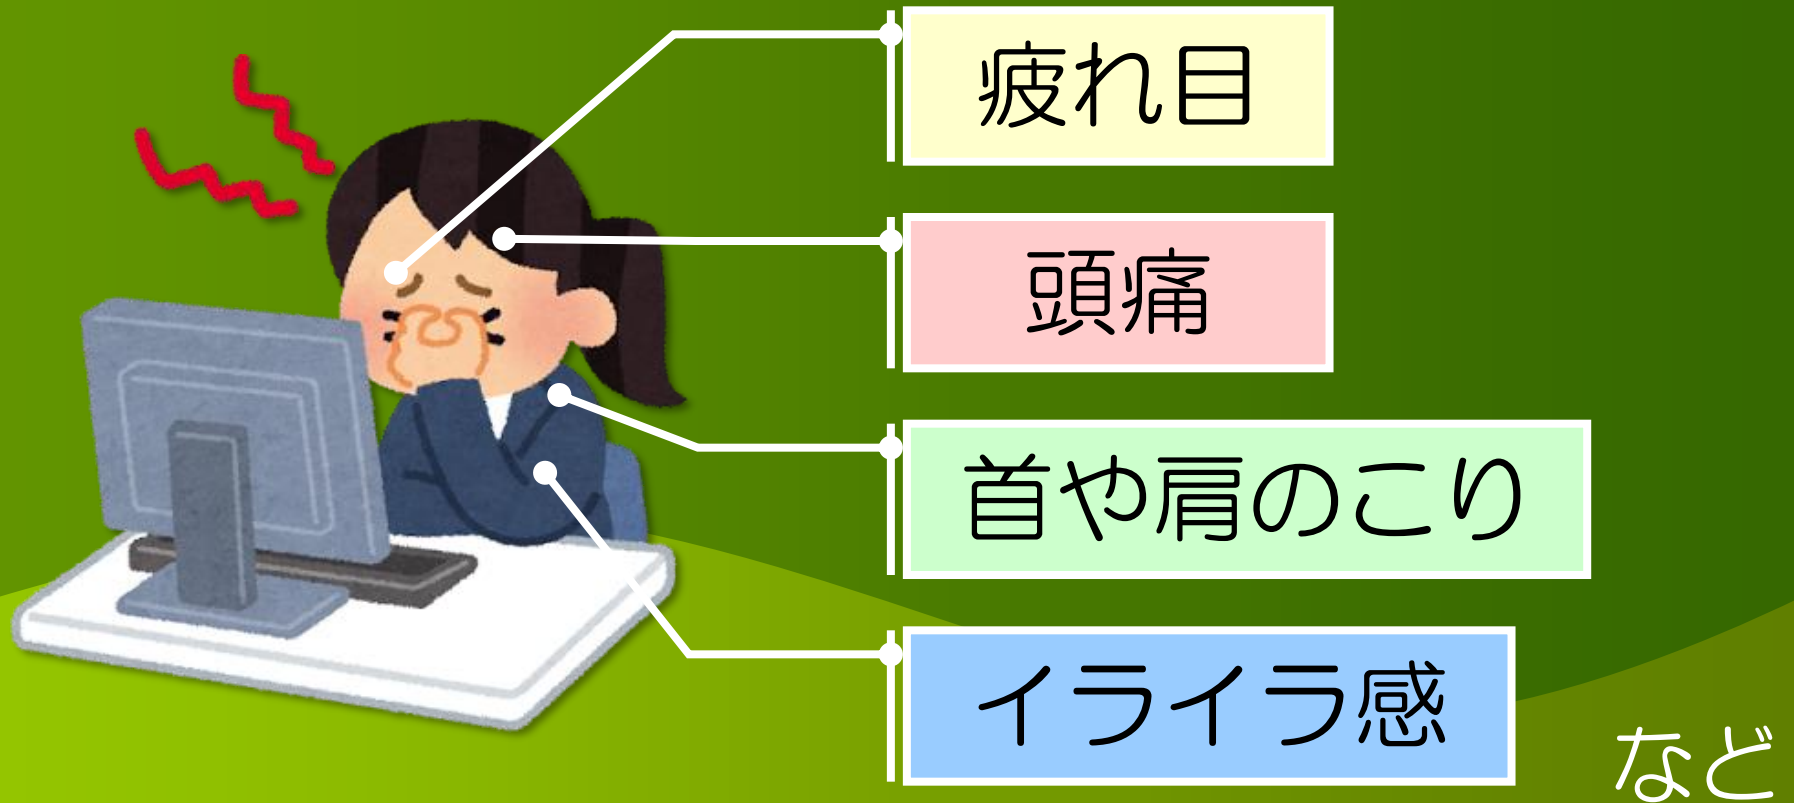 疲れ目
頭痛
首や肩のこり
イライラ感
など